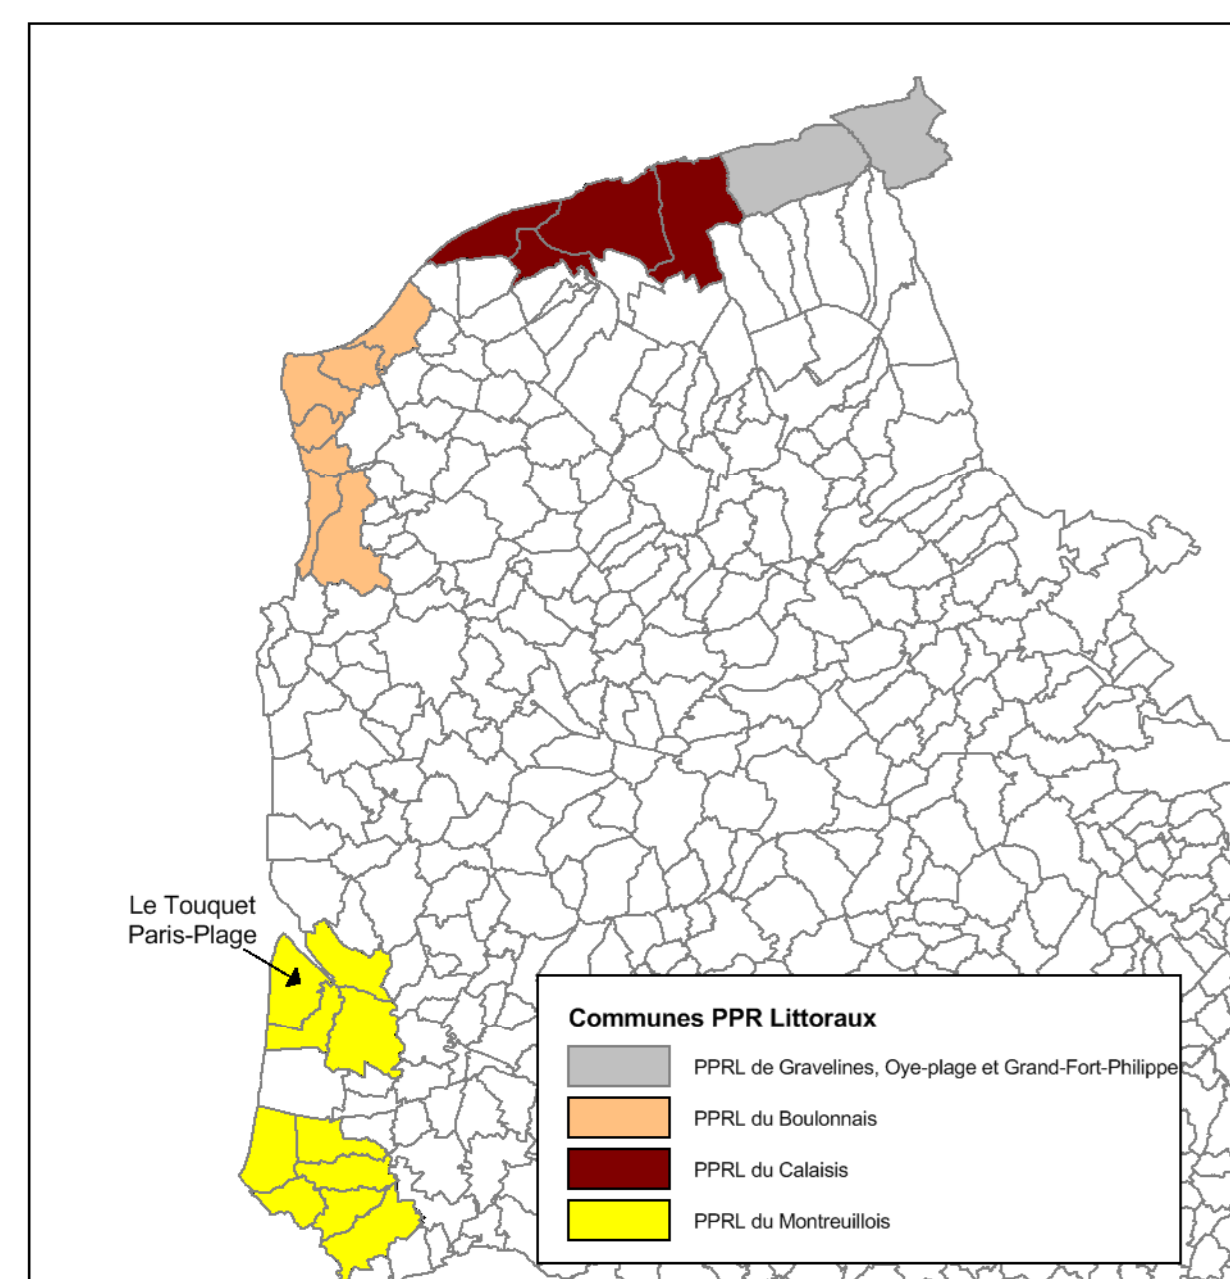 Le Touquet
Paris-Plage
Communes PPR Littoraux
PPRL de Gravelines, Oye-plage et Grand-Fort-Philippe
PPRL du Boulonnais
PPRL du Calaisis
PPRL du Montreuillois